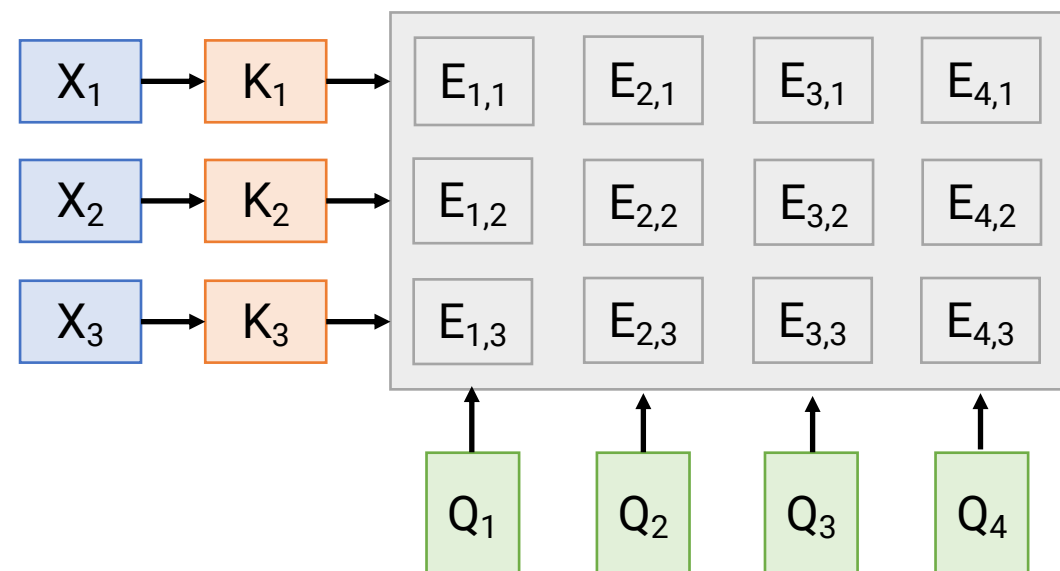 X₁ K₁ E₁,₁ E₂,₁ E₃,₁ E₄,₁
X₂ K₂ E₁,₂ E₂,₂ E₃,₂ E₄,₂
X₃ K₃ E₁,₃ E₂,₃ E₃,₃ E₄,₃
Q₁ Q₂ Q₃ Q₄